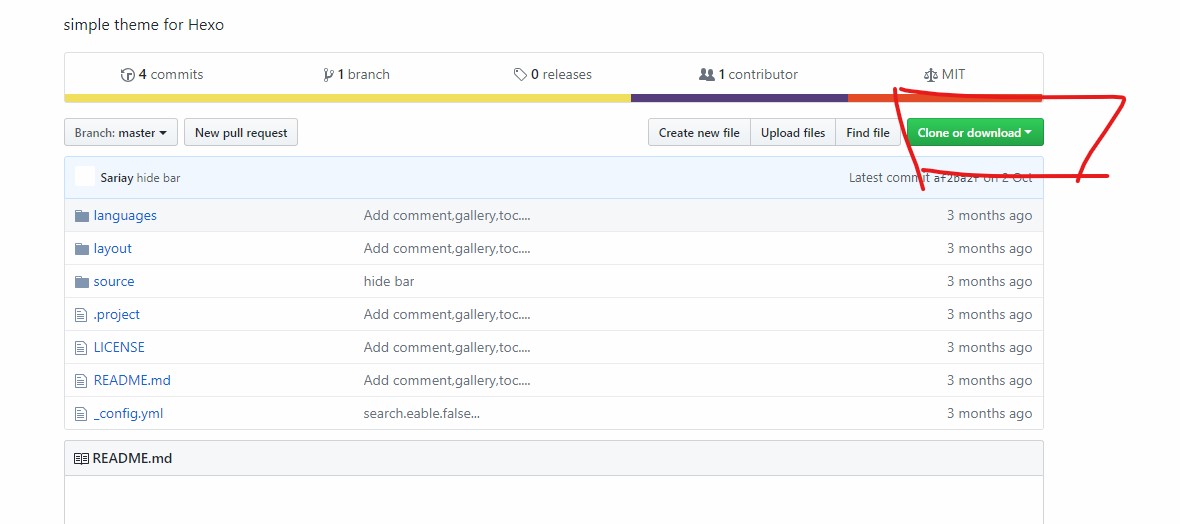 simple theme for Hexo
4 commits 1 branch 0 releases 1 contributor MIT
Branch: master New pull request Create new file Upload files Find file Clone or download
Sariay hide bar Latest commit af2ba2f on 2 Oct
languages Add comment,gallery,toc.... 3 months ago
layout Add comment,gallery,toc.... 3 months ago
source hide bar 3 months ago
.project Add comment,gallery,toc.... 3 months ago
LICENSE Add comment,gallery,toc.... 3 months ago
README.md Add comment,gallery,toc.... 3 months ago
_config.yml search.eable.false... 3 months ago
README.md